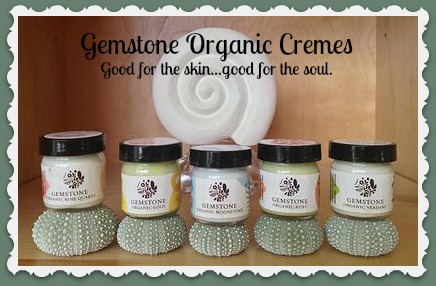 Gemstone Organic Cremes
Good for the skin...good for the soul.
GEMSTONE
ORGANIC ROSE QUARTZ
GEMSTONE
ORGANIC GOLD
GEMSTONE
ORGANIC MOONSTONE
GEMSTONE
ORGANIC RUBY
GEMSTONE
ORGANIC VERDANT